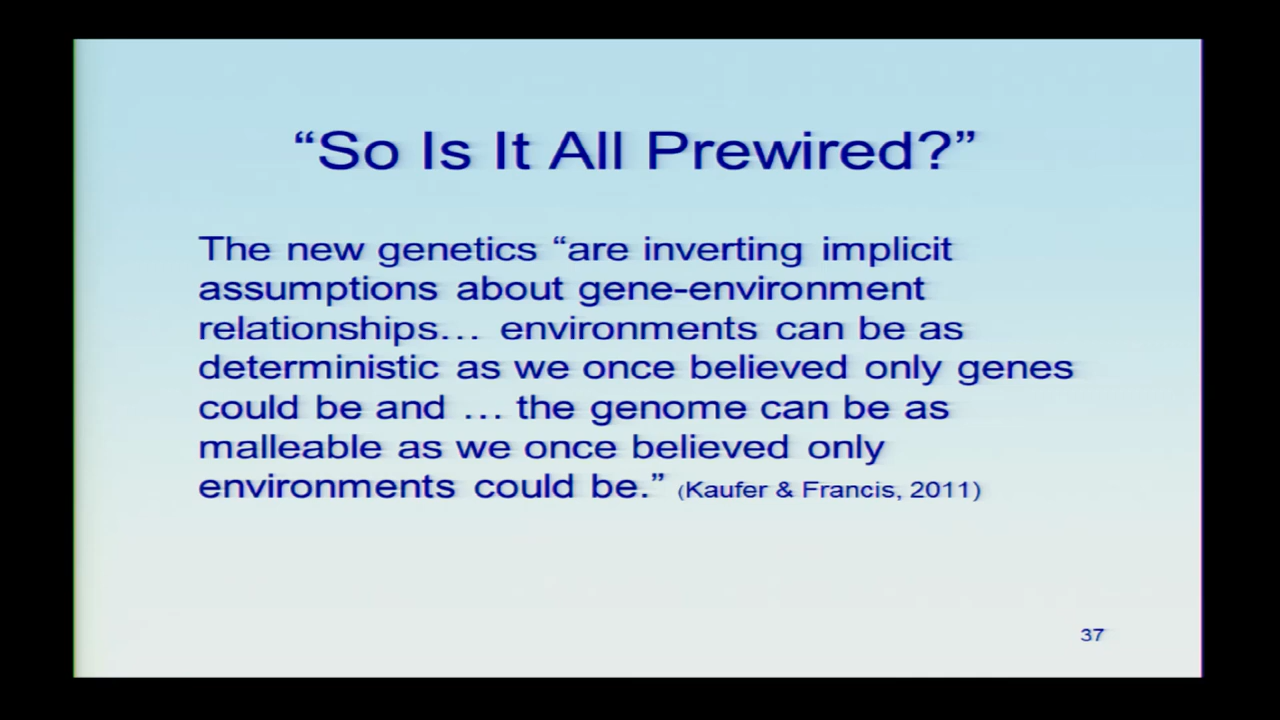 “So Is It All Prewired?”
The new genetics “are inverting implicit
assumptions about gene-environment
relationships… environments can be as
deterministic as we once believed only genes
could be and … the genome can be as
malleable as we once believed only
environments could be.” (Kaufer & Francis, 2011)
37